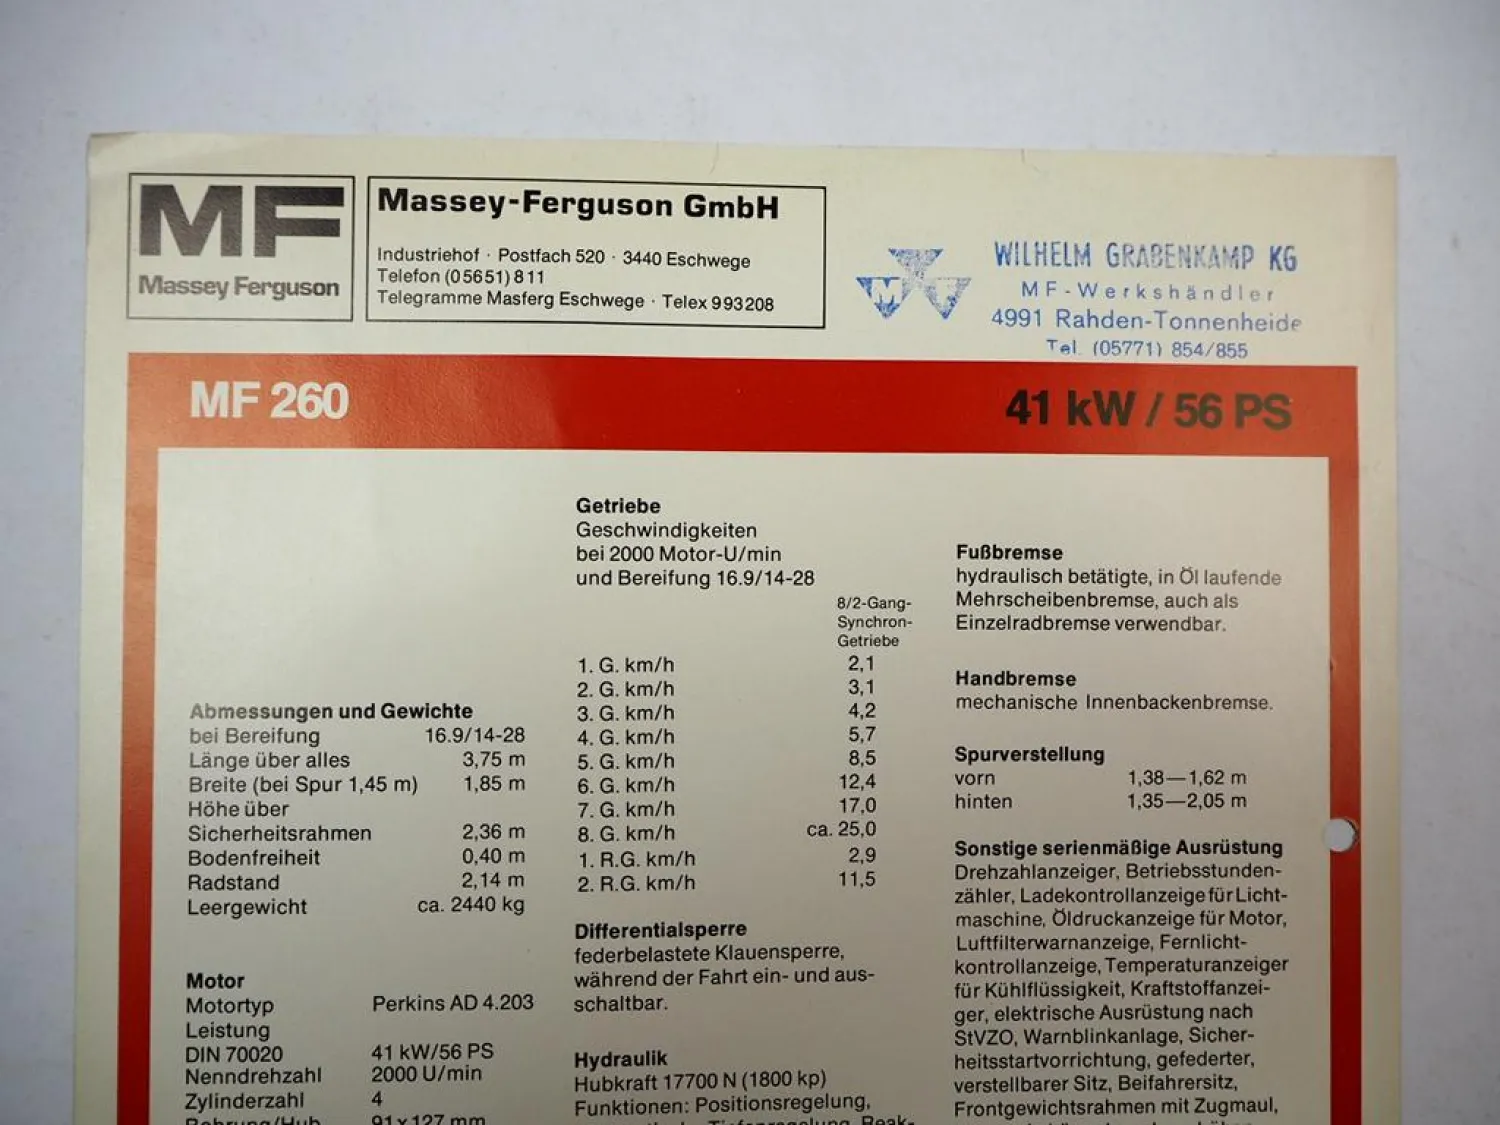 MF
Massey Ferguson
Massey-Ferguson GmbH
Industriehof · Postfach 520 · 3440 Eschwege
Telefon (05651) 811
Telegramme Masferg Eschwege · Telex 993208
M F
WILHELM GRABENKAMP KG
MF-Werkshändler
4991 Rahden-Tonnenheide
Tel. (05771) 854/855
MF 260 41 kW / 56 PS
Abmessungen und Gewichte
bei Bereifung 16.9/14-28
Länge über alles 3,75 m
Breite (bei Spur 1,45 m) 1,85 m
Höhe über
Sicherheitsrahmen 2,36 m
Bodenfreiheit 0,40 m
Radstand 2,14 m
Leergewicht ca. 2440 kg
Motor
Motortyp Perkins AD 4.203
Leistung
DIN 70020 41 kW/56 PS
Nenndrehzahl 2000 U/min
Zylinderzahl 4
Bohrung/Hub 91x127 mm
Getriebe
Geschwindigkeiten
bei 2000 Motor-U/min
und Bereifung 16.9/14-28
8/2-Gang-
Synchron-
Getriebe
1. G. km/h 2,1
2. G. km/h 3,1
3. G. km/h 4,2
4. G. km/h 5,7
5. G. km/h 8,5
6. G. km/h 12,4
7. G. km/h 17,0
8. G. km/h ca. 25,0
1. R.G. km/h 2,9
2. R.G. km/h 11,5
Differentialsperre
federbelastete Klauensperre,
während der Fahrt ein- und aus-
schaltbar.
Hydraulik
Hubkraft 17700 N (1800 kp)
Funktionen: Positionsregelung,
Tiefenregelung, Reak-
Fußbremse
hydraulisch betätigte, in Öl laufende
Mehrscheibenbremse, auch als
Einzelradbremse verwendbar.
Handbremse
mechanische Innenbackenbremse.
Spurverstellung
vorn 1,38—1,62 m
hinten 1,35—2,05 m
Sonstige serienmäßige Ausrüstung
Drehzahlanzeiger, Betriebsstunden-
zähler, Ladekontrollanzeige für Licht-
maschine, Öldruckanzeige für Motor,
Luftfilterwarnanzeige, Fernlicht-
kontrollanzeige, Temperaturanzeiger
für Kühlflüssigkeit, Kraftstoffanzei-
ger, elektrische Ausrüstung nach
StVZO, Warnblinkanlage, Sicher-
heitsstartvorrichtung, gefederter,
verstellbarer Sitz, Beifahrersitz,
Frontgewichtsrahmen mit Zugmaul,